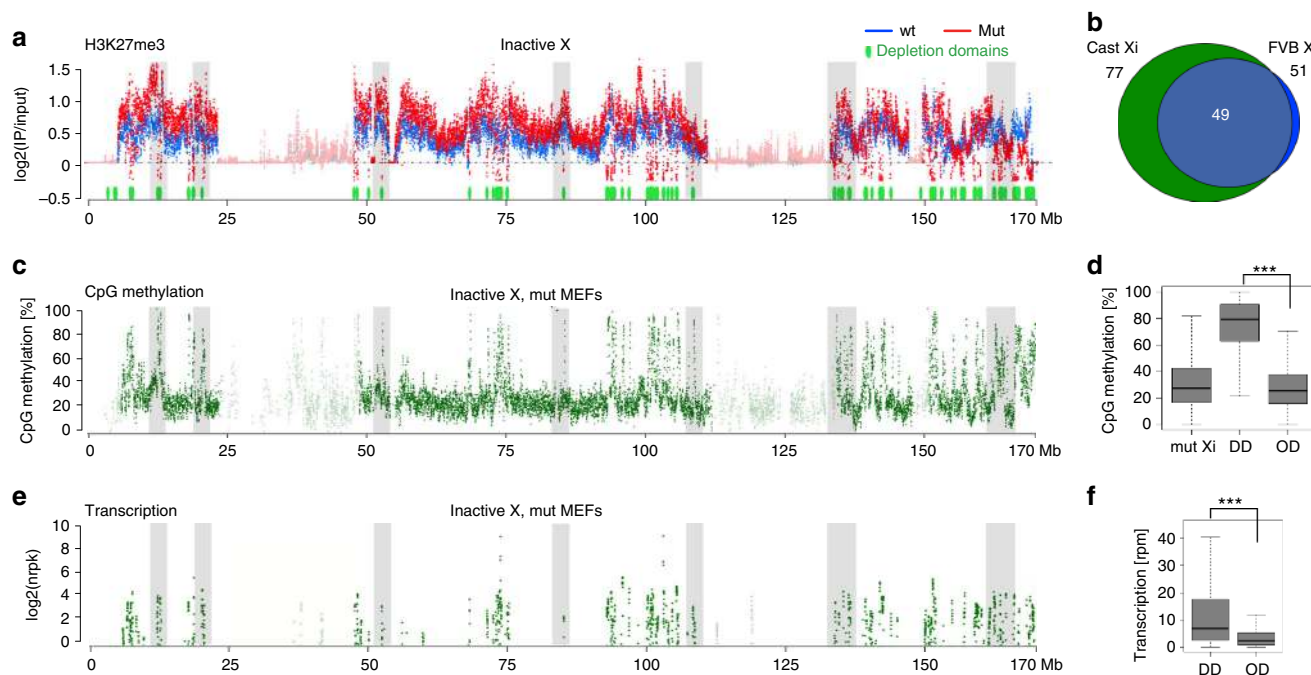 a
H3K27me3
Inactive X
wt
Mut
Depletion domains
log2(IP/input)
1.5
1.0
0.5
0
–0.5
0
25
50
75
100
125
150
170 Mb
b
Cast Xi
77
FVB X
51
49
c
CpG methylation
Inactive X, mut MEFs
CpG methylation [%]
100
80
60
40
20
0
0
25
50
75
100
125
150
170 Mb
d
***
CpG methylation [%]
100
80
60
40
20
0
mut Xi
DD
OD
e
Transcription
Inactive X, mut MEFs
log2(nrpk)
10
8
6
4
2
0
0
25
50
75
100
125
150
170 Mb
f
***
Transcription [rpm]
40
30
20
10
0
DD
OD